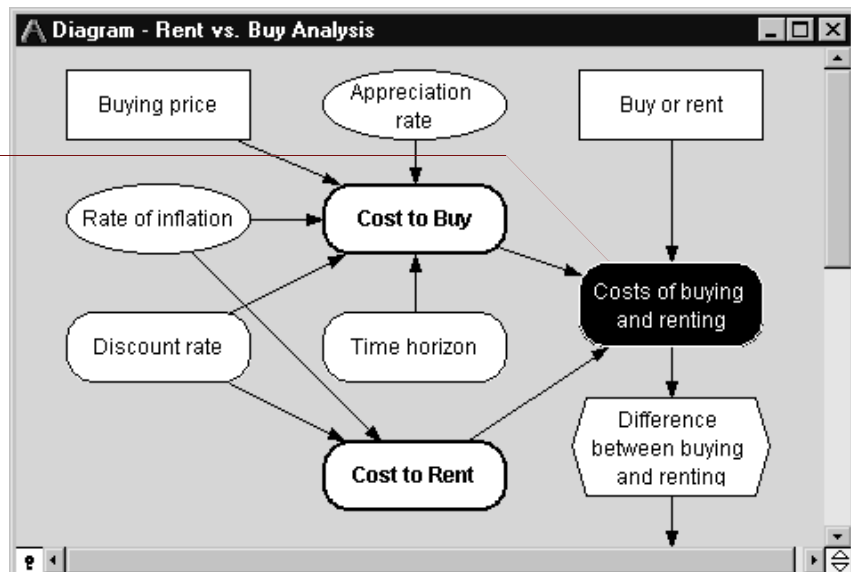 Diagram - Rent vs. Buy Analysis
Buying price
Appreciation
rate
Buy or rent
Rate of inflation
Cost to Buy
Costs of buying
and renting
Discount rate
Time horizon
Difference
between buying
and renting
Cost to Rent
?